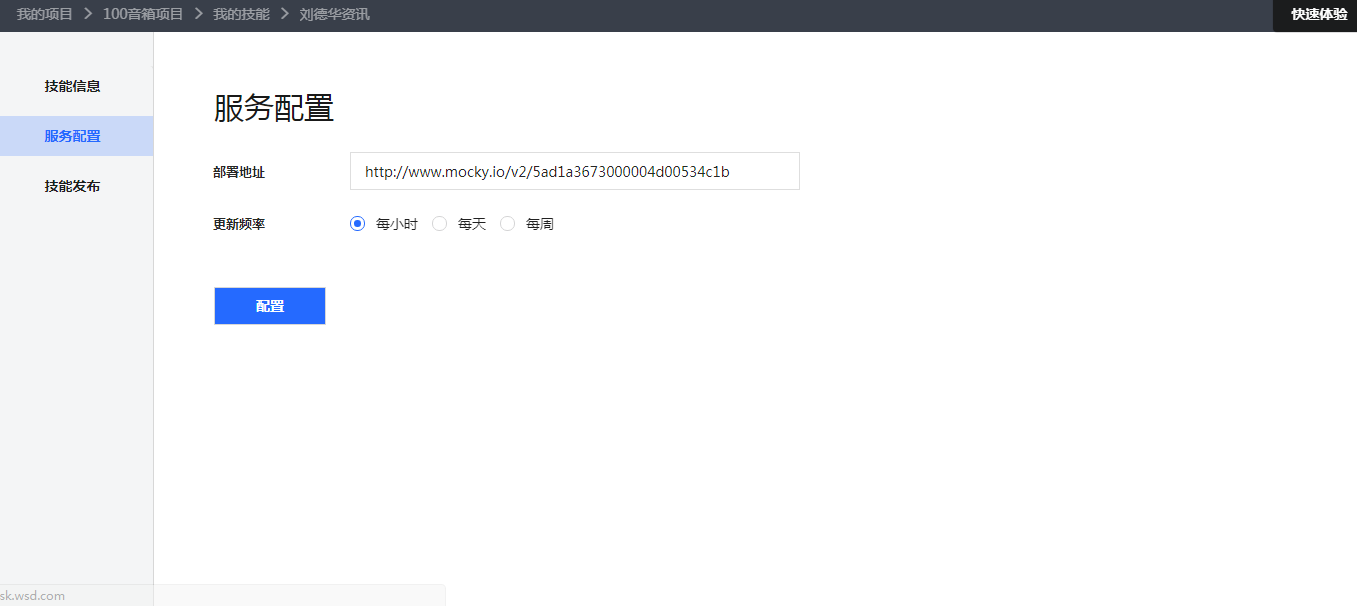 我的项目 > 100音箱项目 > 我的技能 > 刘德华资讯
快速体验
技能信息
服务配置
技能发布
服务配置
部署地址 http://www.mocky.io/v2/5ad1a3673000004d00534c1b
更新频率 每小时 每天 每周
配置
sk.wsd.com